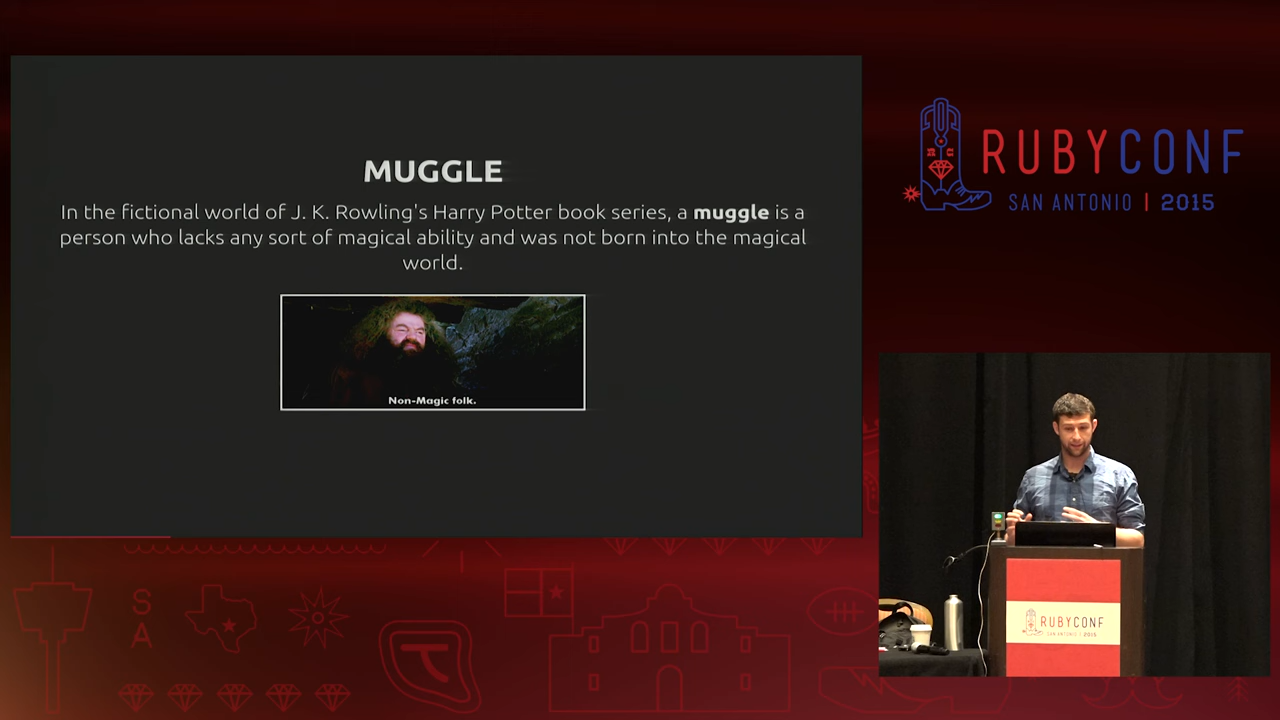 MUGGLE
In the fictional world of J. K. Rowling's Harry Potter book series, a muggle is a
person who lacks any sort of magical ability and was not born into the magical
world.
Non-Magic folk.
RUBYCONF
SAN ANTONIO | 2015
S
A
RUBYCONF
SAN ANTONIO | 2015